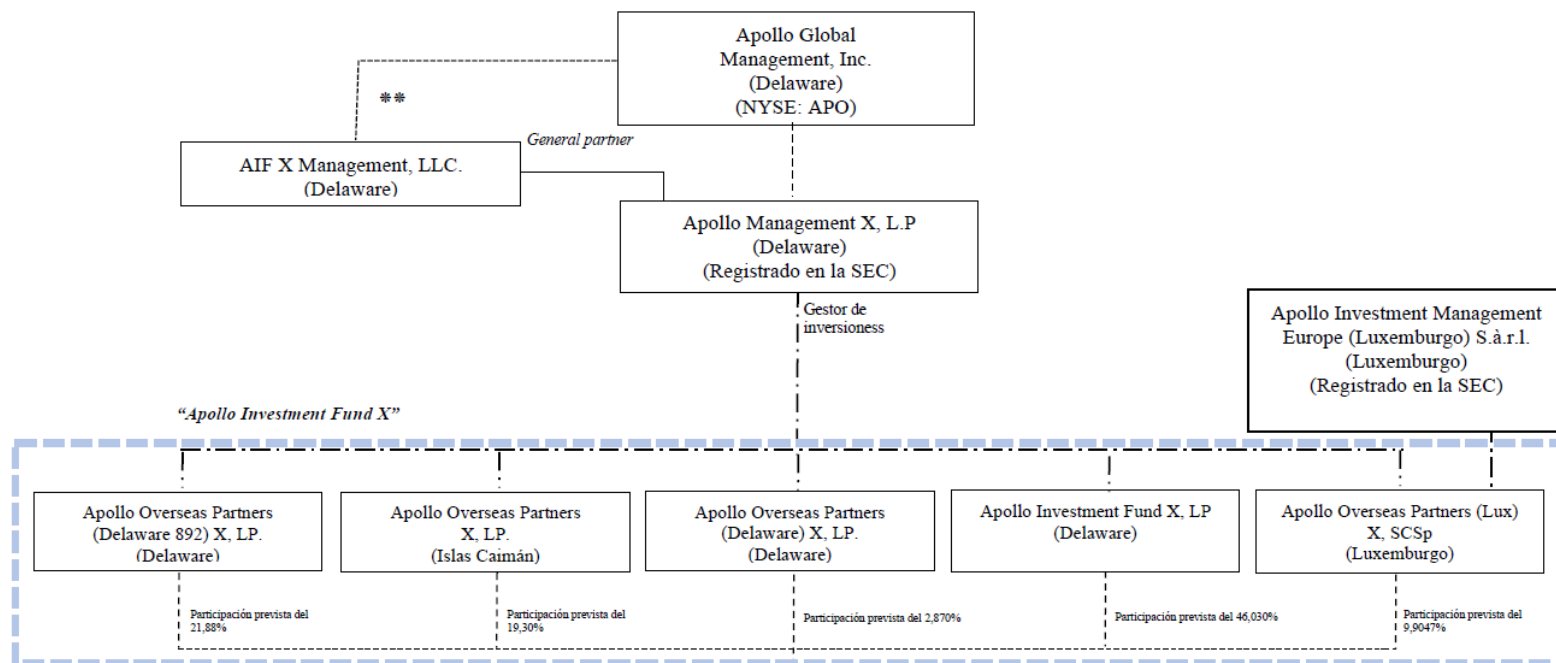 Apollo Global
Management, Inc.
(Delaware)
(NYSE: APO)
**
General partner
AIF X Management, LLC.
(Delaware)
Apollo Management X, L.P
(Delaware)
(Registrado en la SEC)
Gestor de
inversioness
Apollo Investment Management
Europe (Luxemburgo) S.à.r.l.
(Luxemburgo)
(Registrado en la SEC)
“Apollo Investment Fund X”
Apollo Overseas Partners
(Delaware 892) X, LP.
(Delaware)
Apollo Overseas Partners
X, LP.
(Islas Caimán)
Apollo Overseas Partners
(Delaware) X, LP.
(Delaware)
Apollo Investment Fund X, LP
(Delaware)
Apollo Overseas Partners (Lux)
X, SCSp
(Luxemburgo)
Participación prevista del
21,88%
Participación prevista del
19,30%
Participación prevista del 2,870%
Participación prevista del 46,030%
Participación prevista del
9,9047%